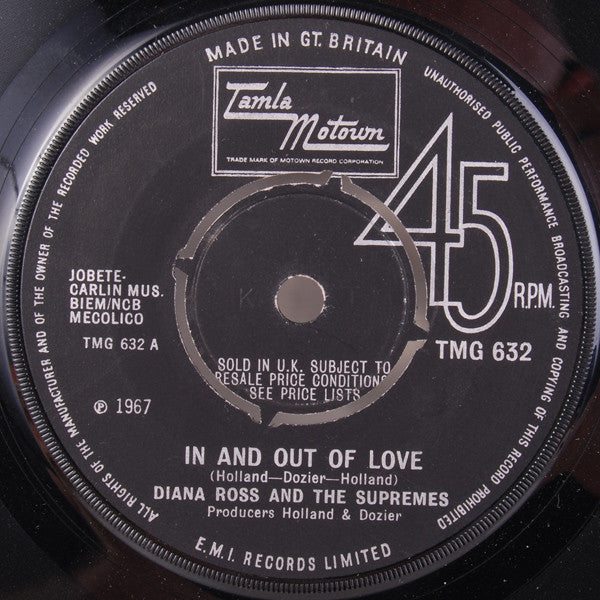 MADE IN GT. BRITAIN
UNAUTHORISED PUBLIC PERFORMANCE BROADCASTING AND COPYING OF THIS RECORD PROHIBITED
ALL RIGHTS OF THE MANUFACTURER AND OF THE OWNER OF THE RECORDED WORK RESERVED
Tamla
Motown
TRADE MARK OF MOTOWN RECORD CORPORATION
45
R.P.M.
JOBETE-
CARLIN MUS.
BIEM/NCB
MECOLICO
TMG 632 A
TMG 632
SOLD IN U.K. SUBJECT TO
RESALE PRICE CONDITIONS
SEE PRICE LISTS
℗ 1967
IN AND OUT OF LOVE
(Holland—Dozier—Holland)
DIANA ROSS AND THE SUPREMES
Producers Holland & Dozier
E.M.I. RECORDS LIMITED